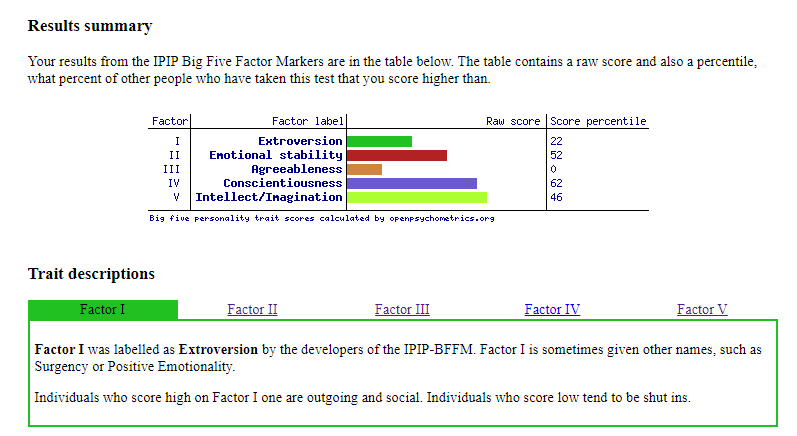 Results summary
Your results from the IPIP Big Five Factor Markers are in the table below. The table contains a raw score and also a percentile,
what percent of other people who have taken this test that you score higher than.
Factor Factor label Raw score Score percentile
I Extroversion 22
II Emotional stability 52
III Agreeableness 0
IV Conscientiousness 62
V Intellect/Imagination 46
Big five personality trait scores calculated by openpsychometrics.org
Trait descriptions
Factor I Factor II Factor III Factor IV Factor V
Factor I was labelled as Extroversion by the developers of the IPIP-BFFM. Factor I is sometimes given other names, such as
Surgency or Positive Emotionality.
Individuals who score high on Factor I one are outgoing and social. Individuals who score low tend to be shut ins.